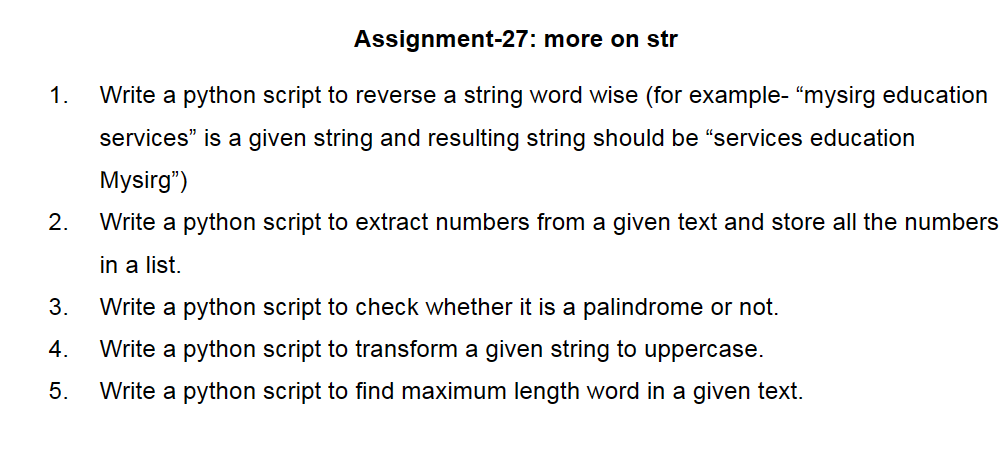 Assignment-27: more on str
1. Write a python script to reverse a string word wise (for example- “mysirg education
services” is a given string and resulting string should be “services education
Mysirg”)
2. Write a python script to extract numbers from a given text and store all the numbers
in a list.
3. Write a python script to check whether it is a palindrome or not.
4. Write a python script to transform a given string to uppercase.
5. Write a python script to find maximum length word in a given text.